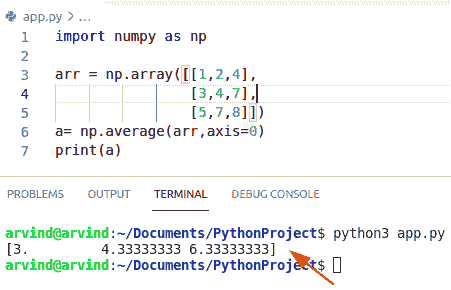 app.py > ...
1 import numpy as np
2
3 arr = np.array([[1,2,4],
4 [3,4,7],
5 [5,7,8]])
6 a= np.average(arr,axis=0)
7 print(a)
PROBLEMS OUTPUT TERMINAL DEBUG CONSOLE
arvind@arvind:~/Documents/PythonProject$ python3 app.py
[3. 4.33333333 6.33333333]
arvind@arvind:~/Documents/PythonProject$